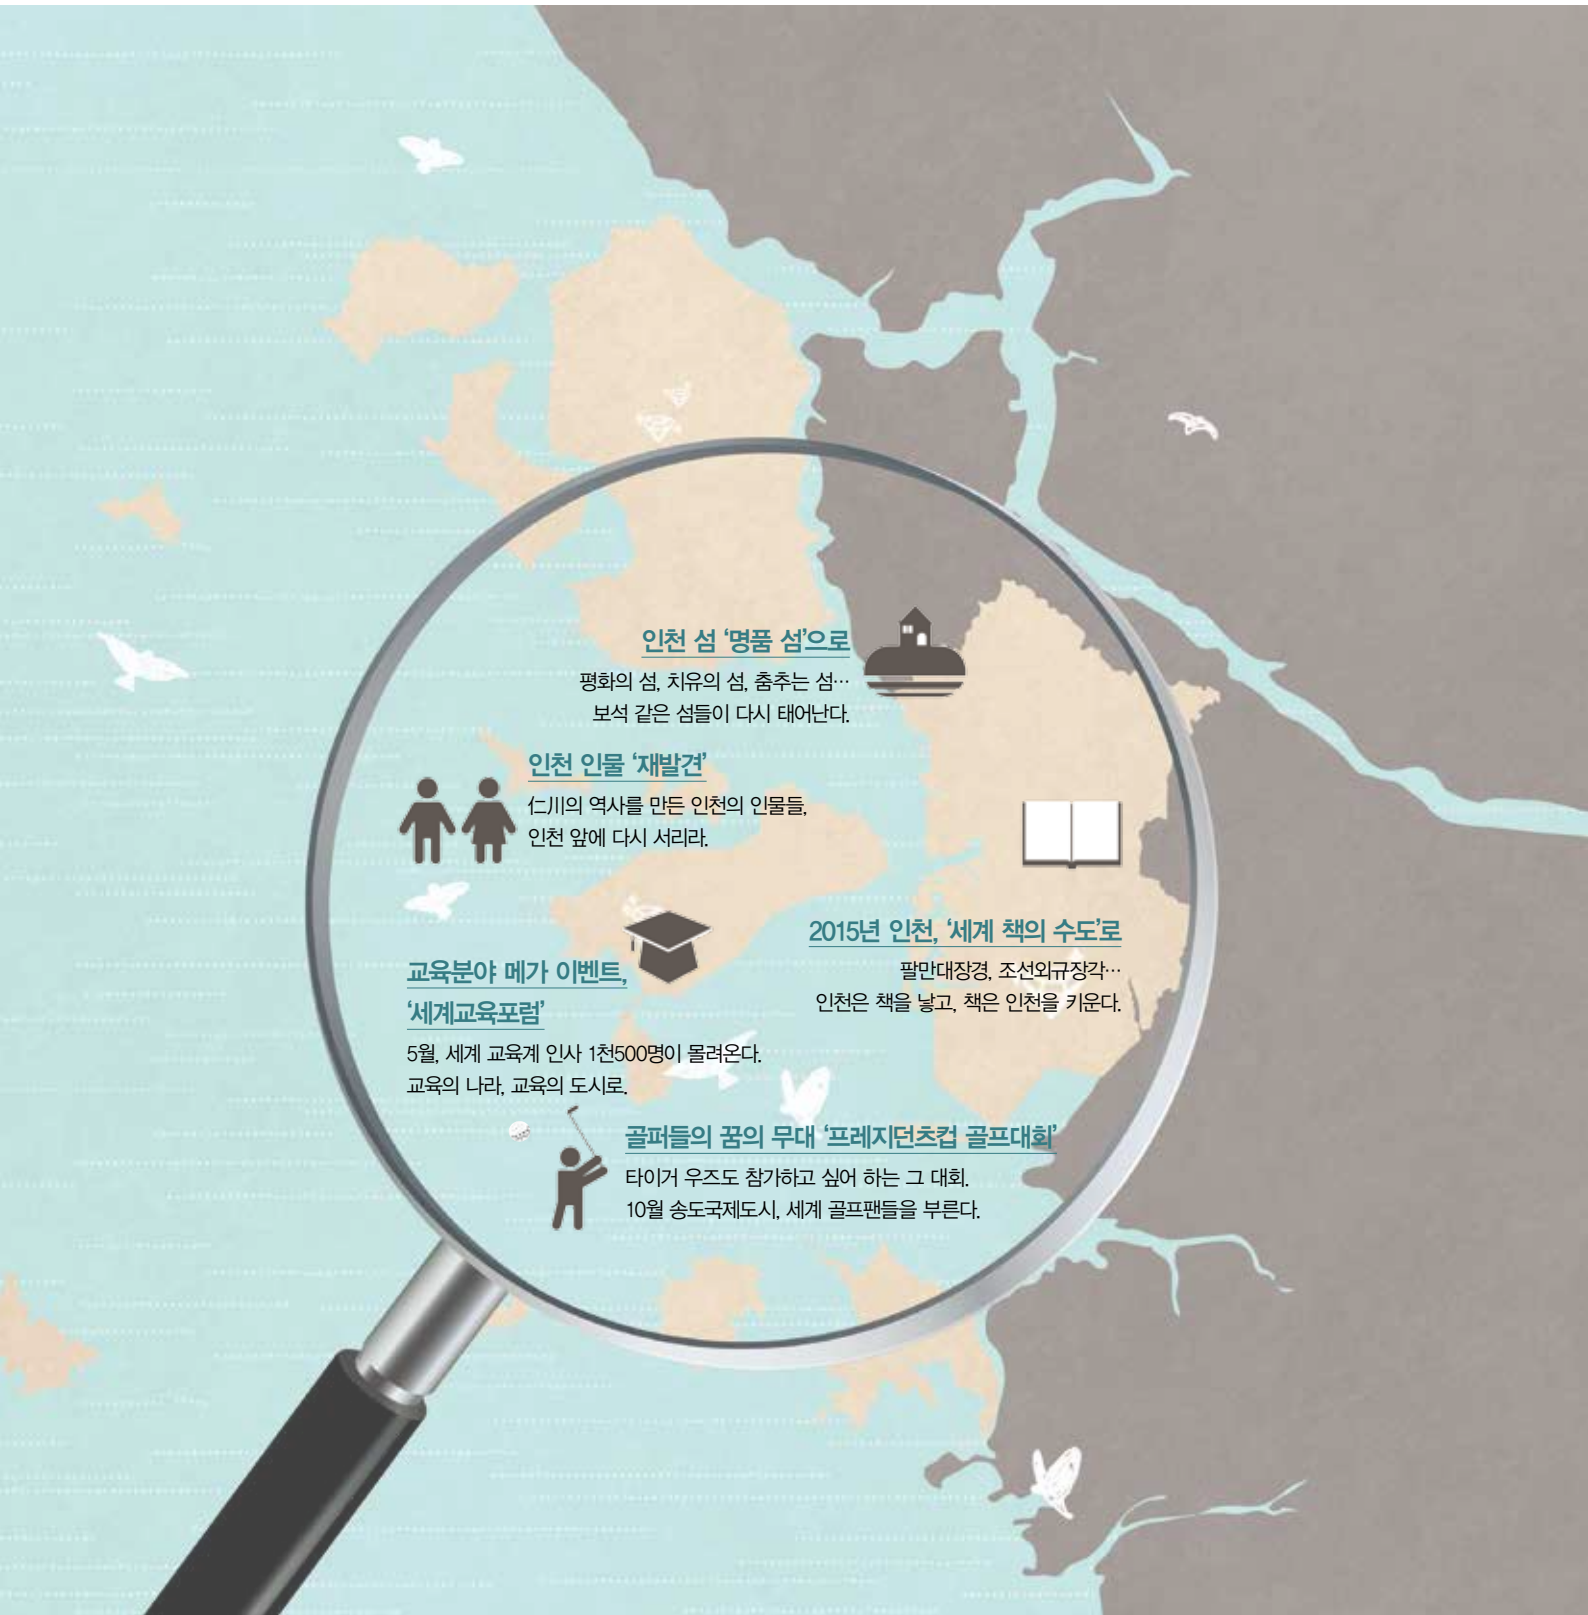 인천 섬 ‘명품 섬’으로
평화의 섬, 치유의 섬, 춤추는 섬…
보석 같은 섬들이 다시 태어난다.
인천 인물 ‘재발견’
仁川의 역사를 만든 인천의 인물들,
인천 앞에 다시 서리라.
2015년 인천, ‘세계 책의 수도’로
팔만대장경, 조선외규장각…
인천은 책을 낳고, 책은 인천을 키운다.
교육분야 메가 이벤트,
‘세계교육포럼’
5월, 세계 교육계 인사 1천500명이 몰려온다.
교육의 나라, 교육의 도시로.
골퍼들의 꿈의 무대 ‘프레지던츠컵 골프대회’
타이거 우즈도 참가하고 싶어 하는 그 대회.
10월 송도국제도시, 세계 골프팬들을 부른다.